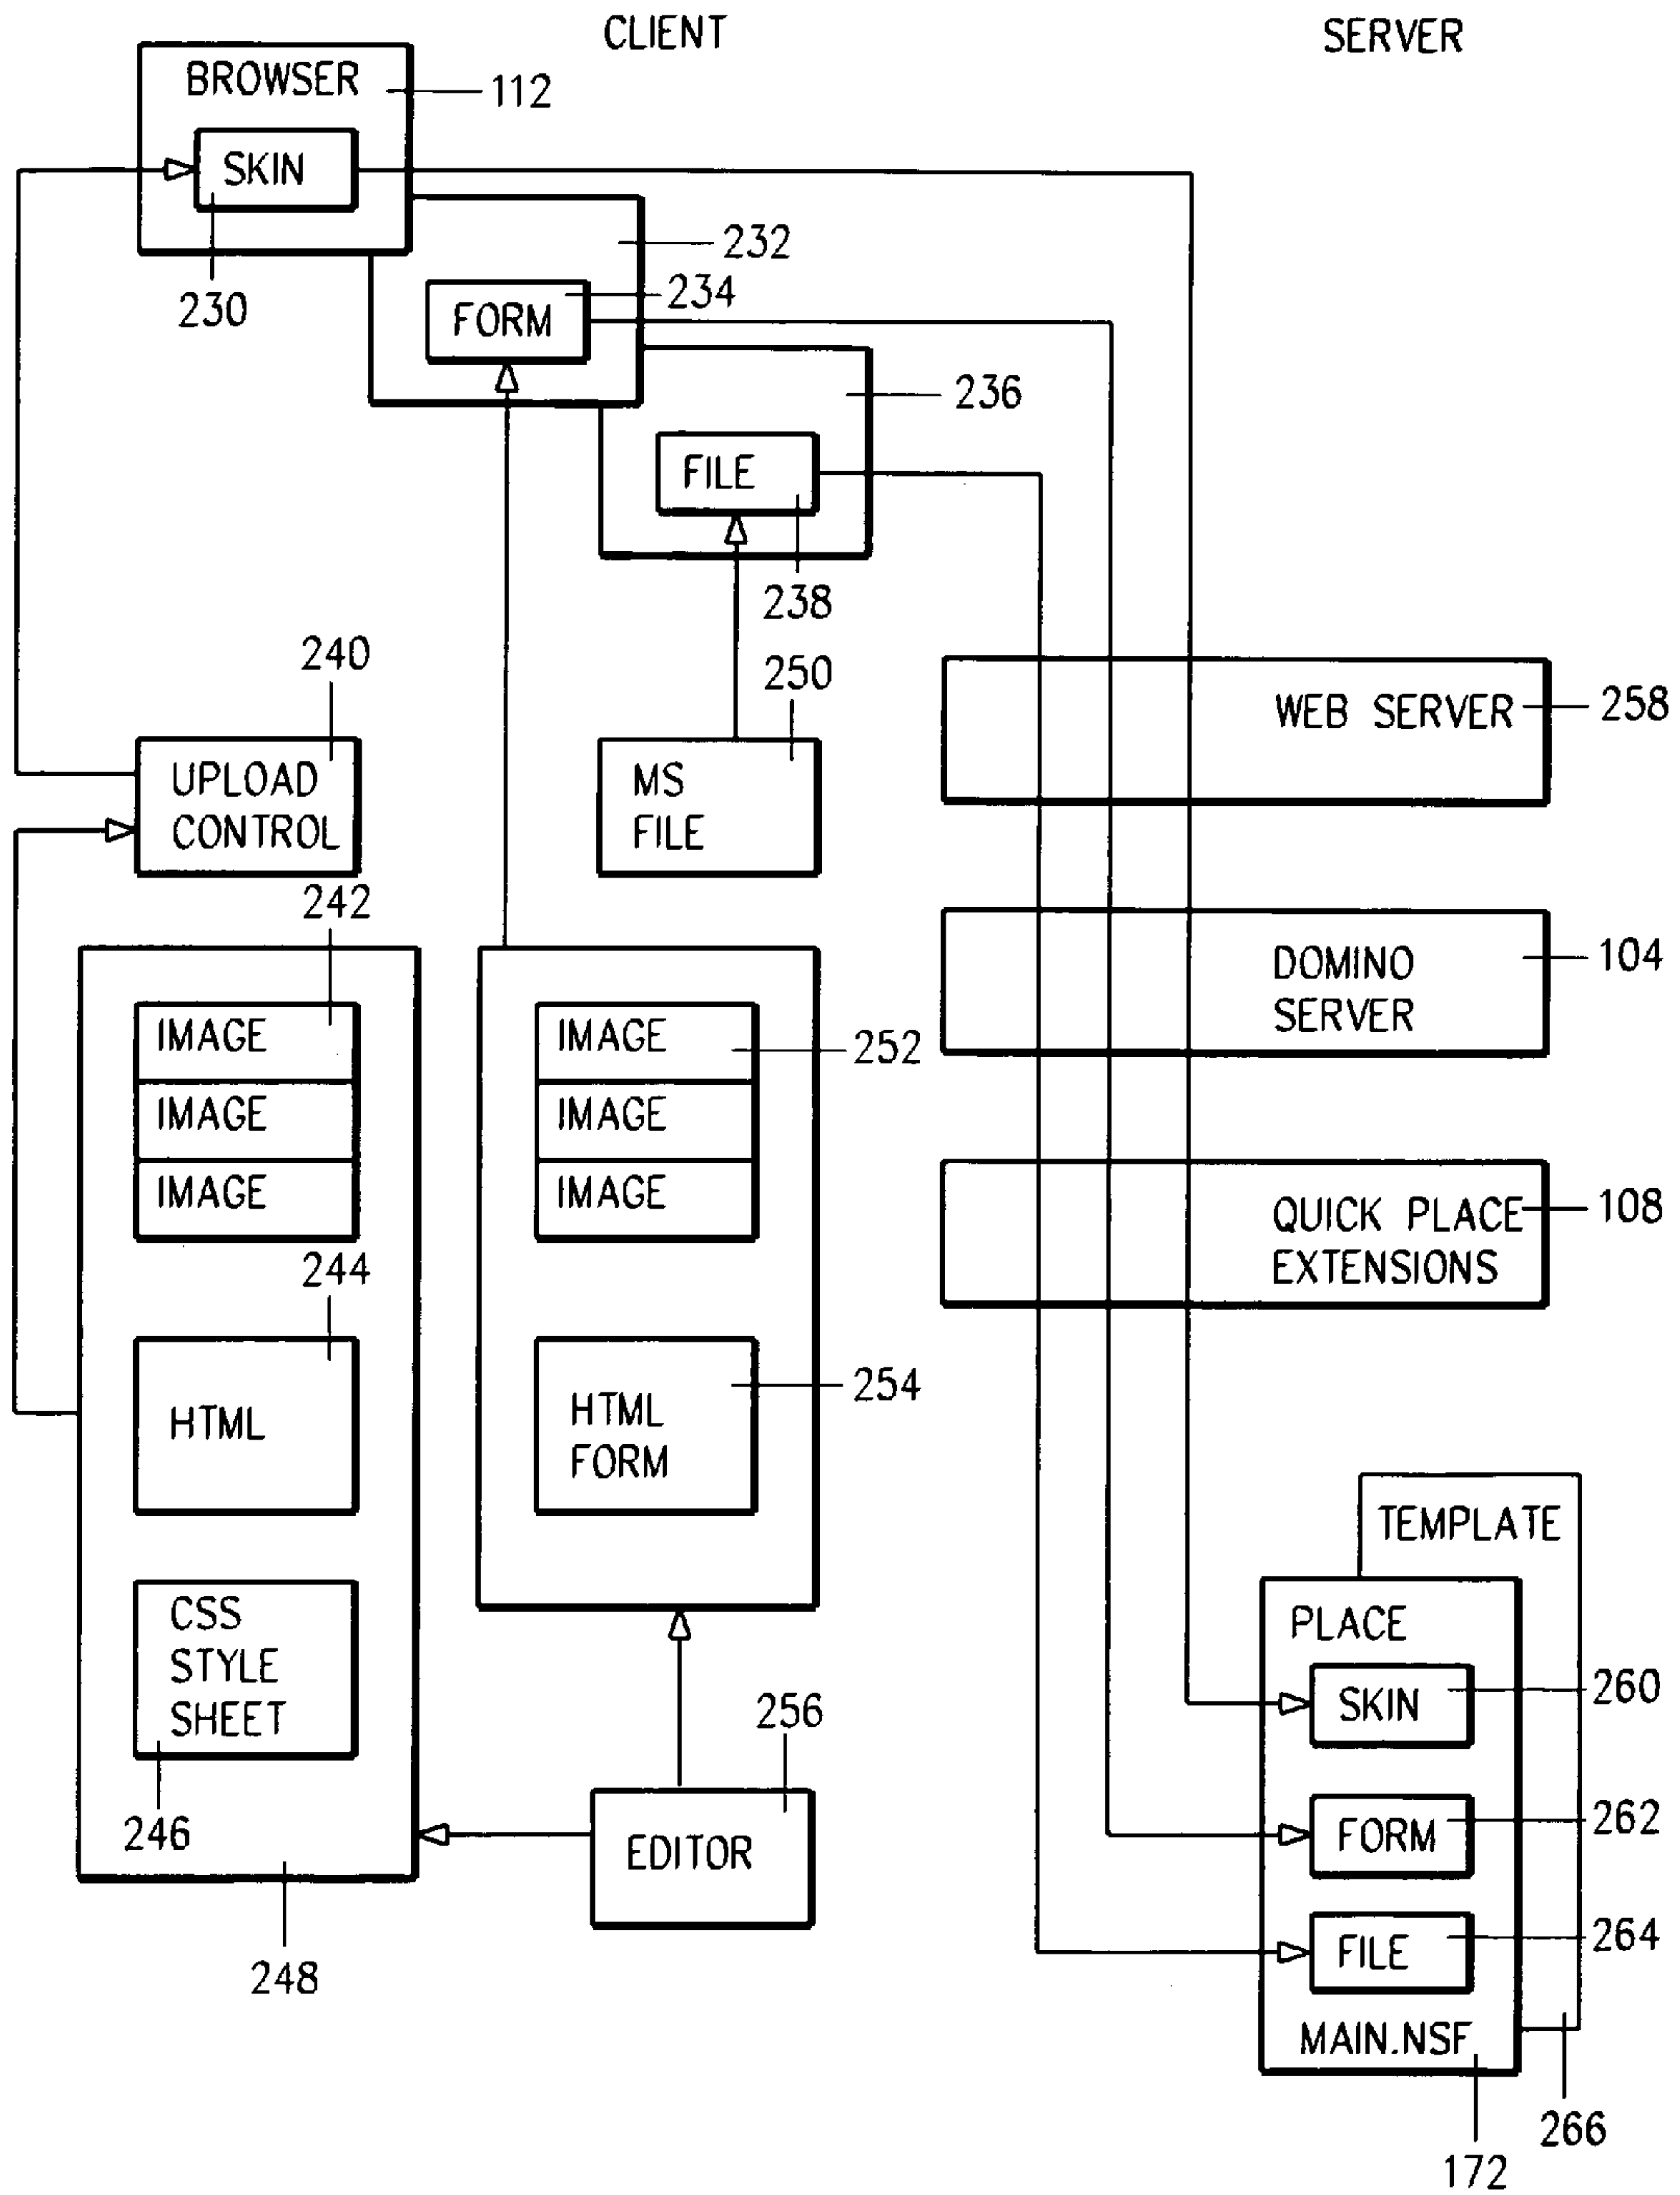 CLIENT
SERVER
BROWSER
112
SKIN
230
232
234
FORM
236
FILE
238
240
250
UPLOAD
CONTROL
MS
FILE
WEB SERVER
258
242
IMAGE
IMAGE
IMAGE
244
HTML
CSS
STYLE
SHEET
246
248
IMAGE
252
IMAGE
IMAGE
254
HTML
FORM
256
EDITOR
DOMINO
SERVER
104
QUICK PLACE
EXTENSIONS
108
TEMPLATE
PLACE
SKIN
260
FORM
262
FILE
264
MAIN.NSF
266
172